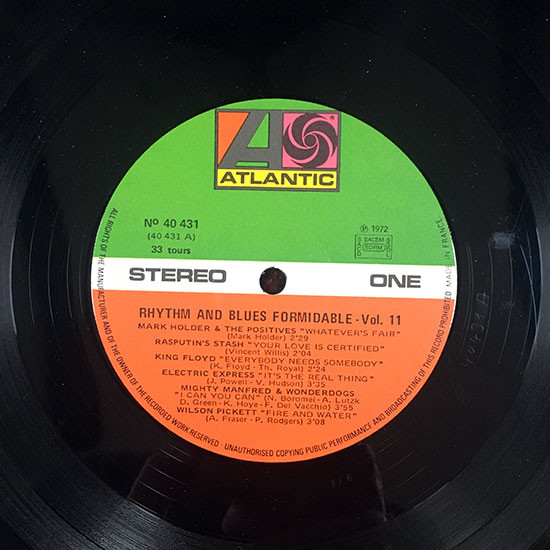 ATLANTIC
®
Nº 40 431
(40 431 A)
33 tours
℗ 1972
SACEM
SDRM
STEREO
ONE
RHYTHM AND BLUES FORMIDABLE - Vol. 11
MARK HOLDER & THE POSITIVES "WHATEVER'S FAIR"
(Mark Holder) 2'29
RASPUTIN'S STASH "YOUR LOVE IS CERTIFIED"
(Vincent Willis) 2'04
KING FLOYD "EVERYBODY NEEDS SOMEBODY"
(K. Floyd - Th. Royal) 2'24
ELECTRIC EXPRESS "IT'S THE REAL THING"
(J. Powell - V. Hudson) 3'35
MIGHTY MANFRED & WONDERDOGS
"I CAN YOU CAN" (N. Boromei - A. Lutzk
D. Green - K. Hoye - F. Del Vacchio) 3'55
WILSON PICKETT "FIRE AND WATER"
(A. Fraser - P. Rodgers) 3'08
ALL RIGHTS OF THE MANUFACTURER AND OF THE OWNER OF THE RECORDED WORK RESERVED - UNAUTHORISED COPYING PUBLIC PERFORMANCE AND BROADCASTING OF THIS RECORD PROHIBITED MADE IN FRANCE